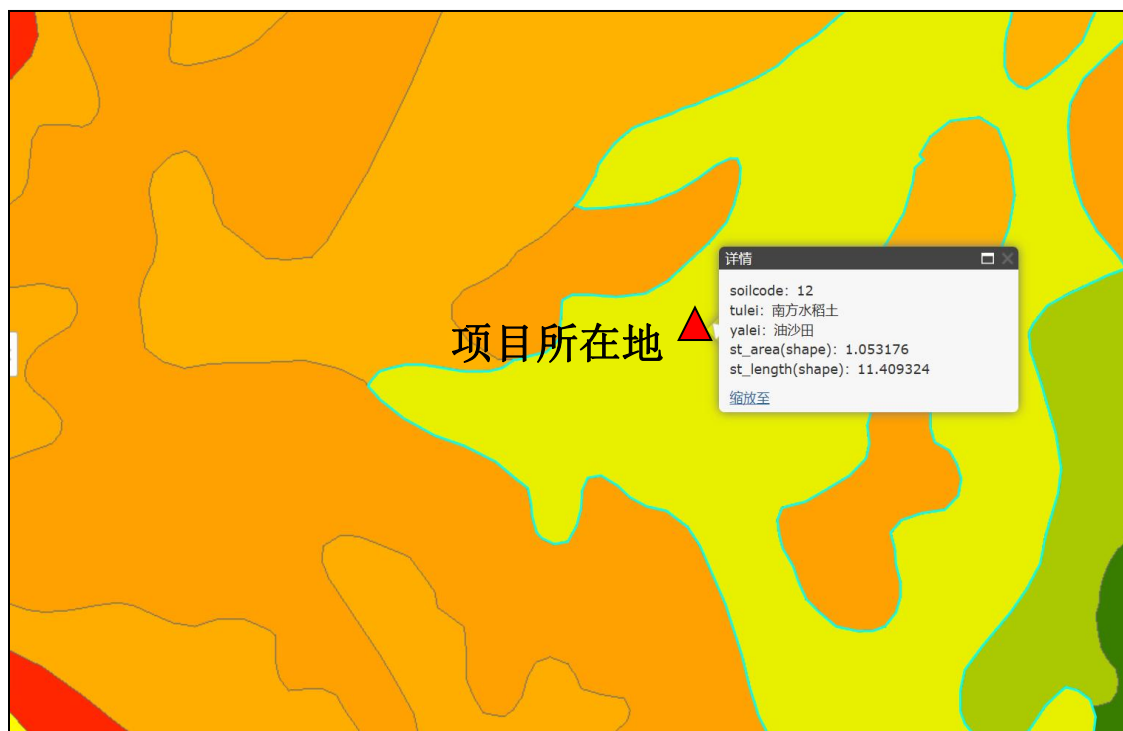 详情
soilcode: 12
tulei: 南方水稻土
yalei: 油沙田
st_area(shape): 1.053176
st_length(shape): 11.409324
缩放至
项目所在地